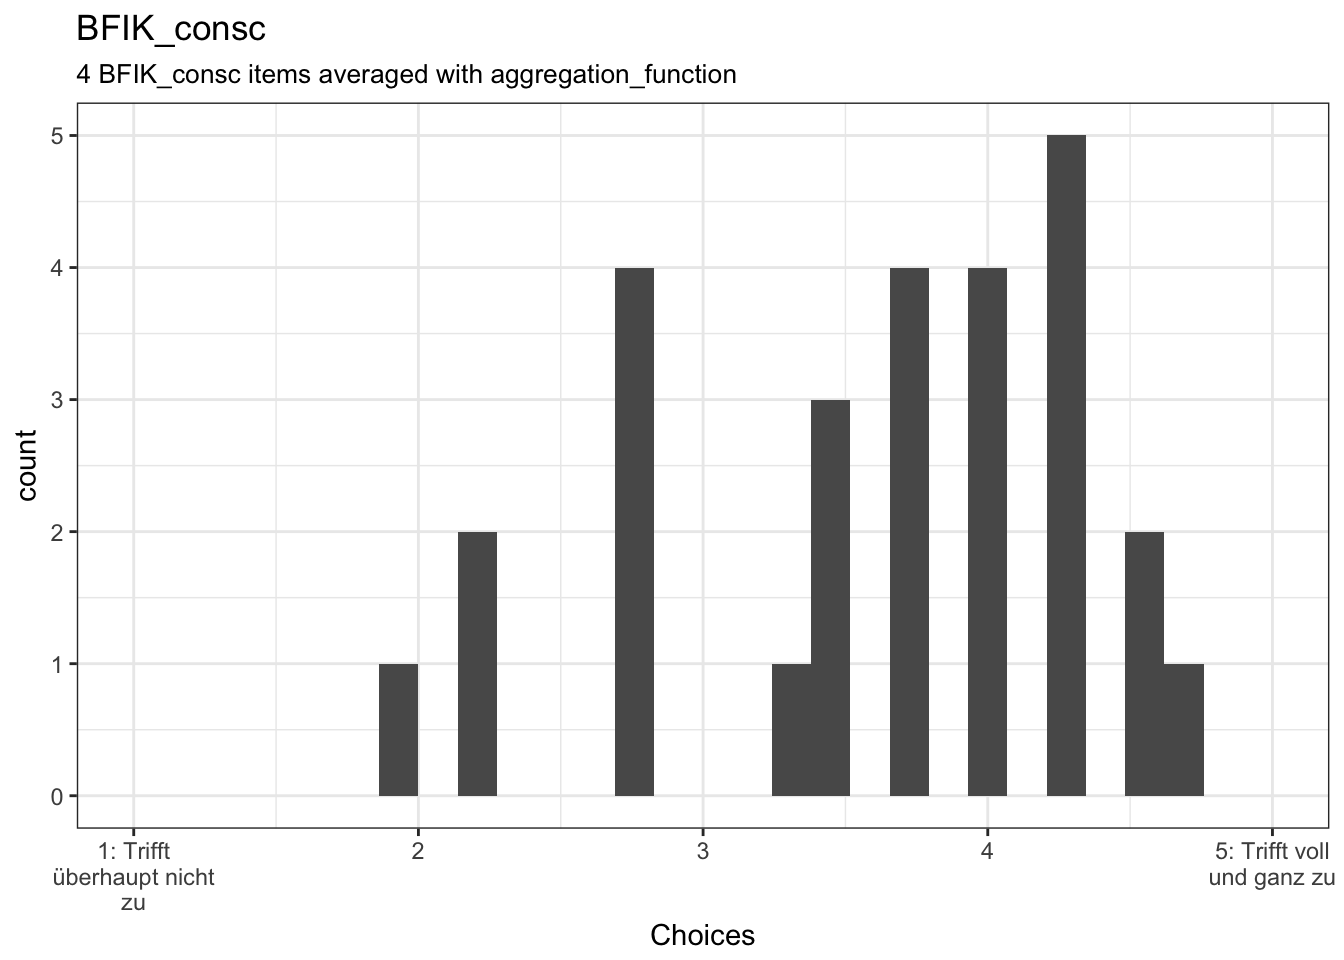 BFIK_consc
4 BFIK_consc items averaged with aggregation_function
count
5
4
3
2
1
0
1: Trifft
überhaupt nicht
zu
2
3
4
5: Trifft voll
und ganz zu
Choices